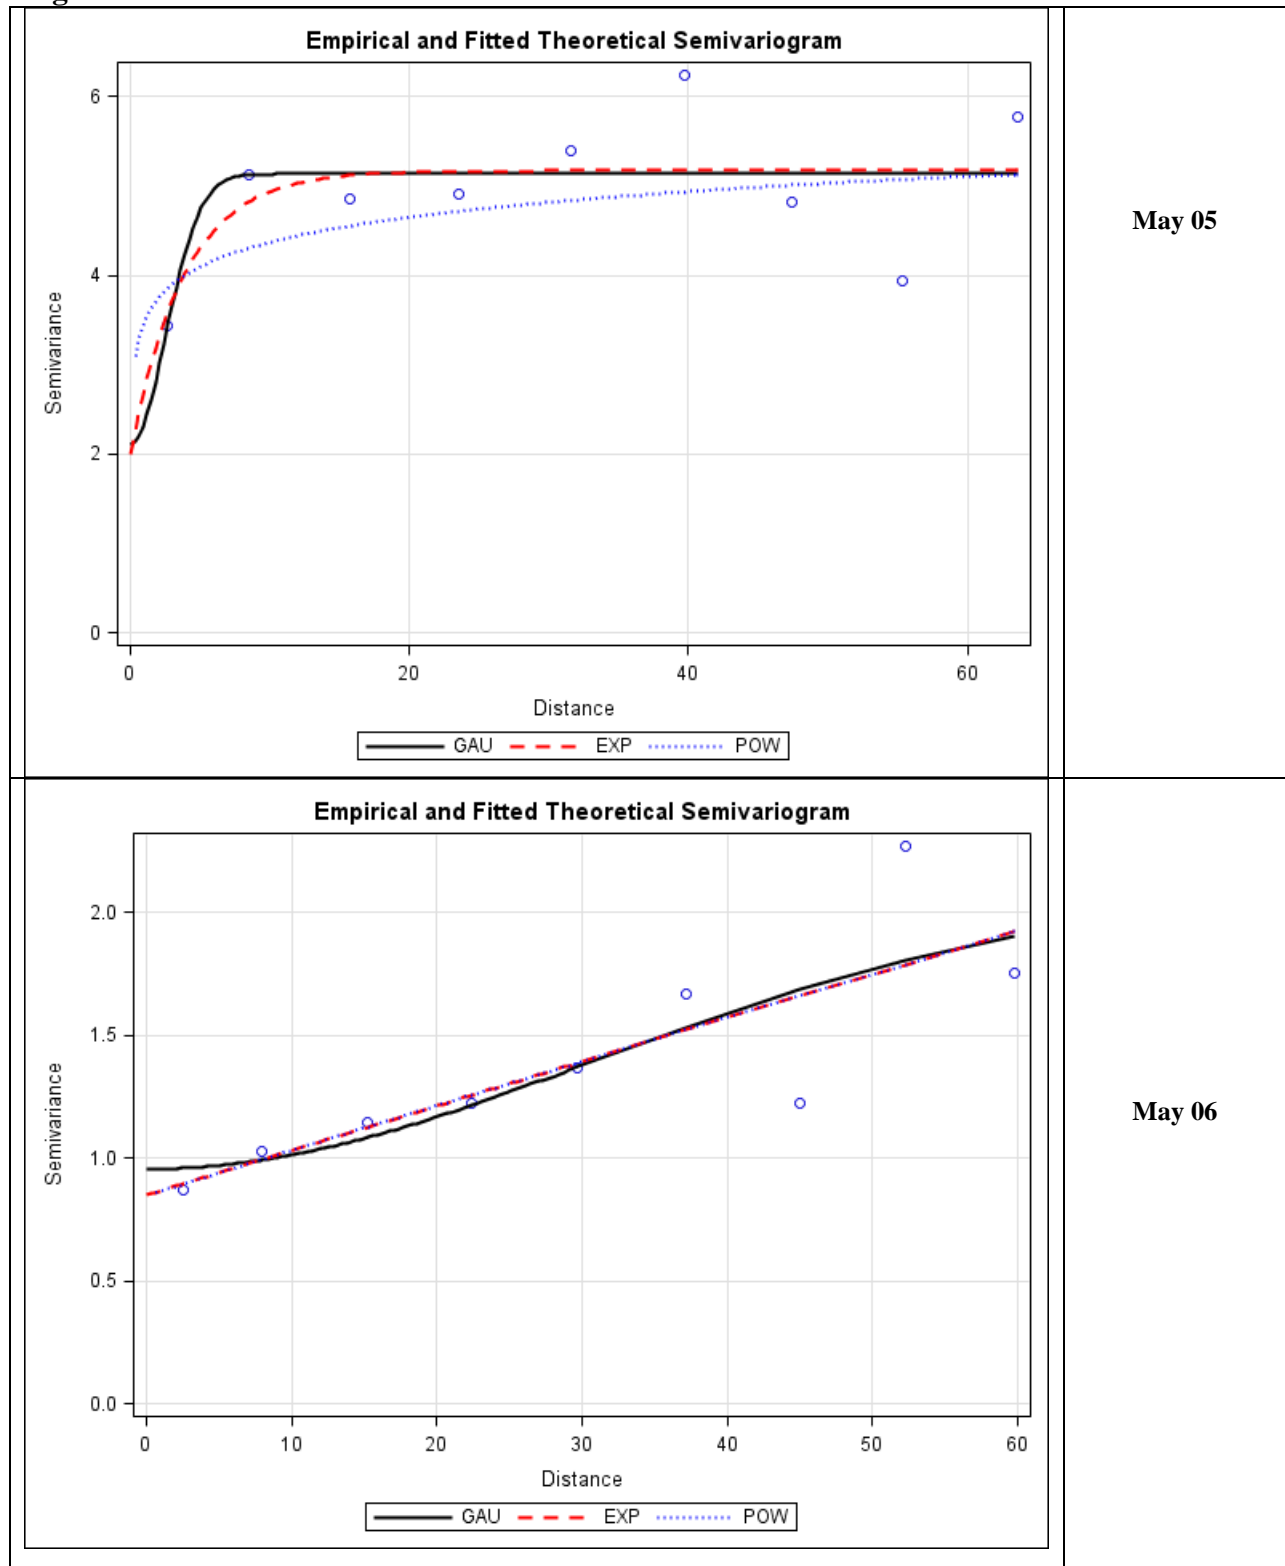 Empirical and Fitted Theoretical Semivariogram
6
4
2
0
Semivariance
0 20 40 60
Distance
GAU EXP POW
May 05
Empirical and Fitted Theoretical Semivariogram
2.0
1.5
1.0
0.5
0.0
Semivariance
0 10 20 30 40 50 60
Distance
GAU EXP POW
May 06